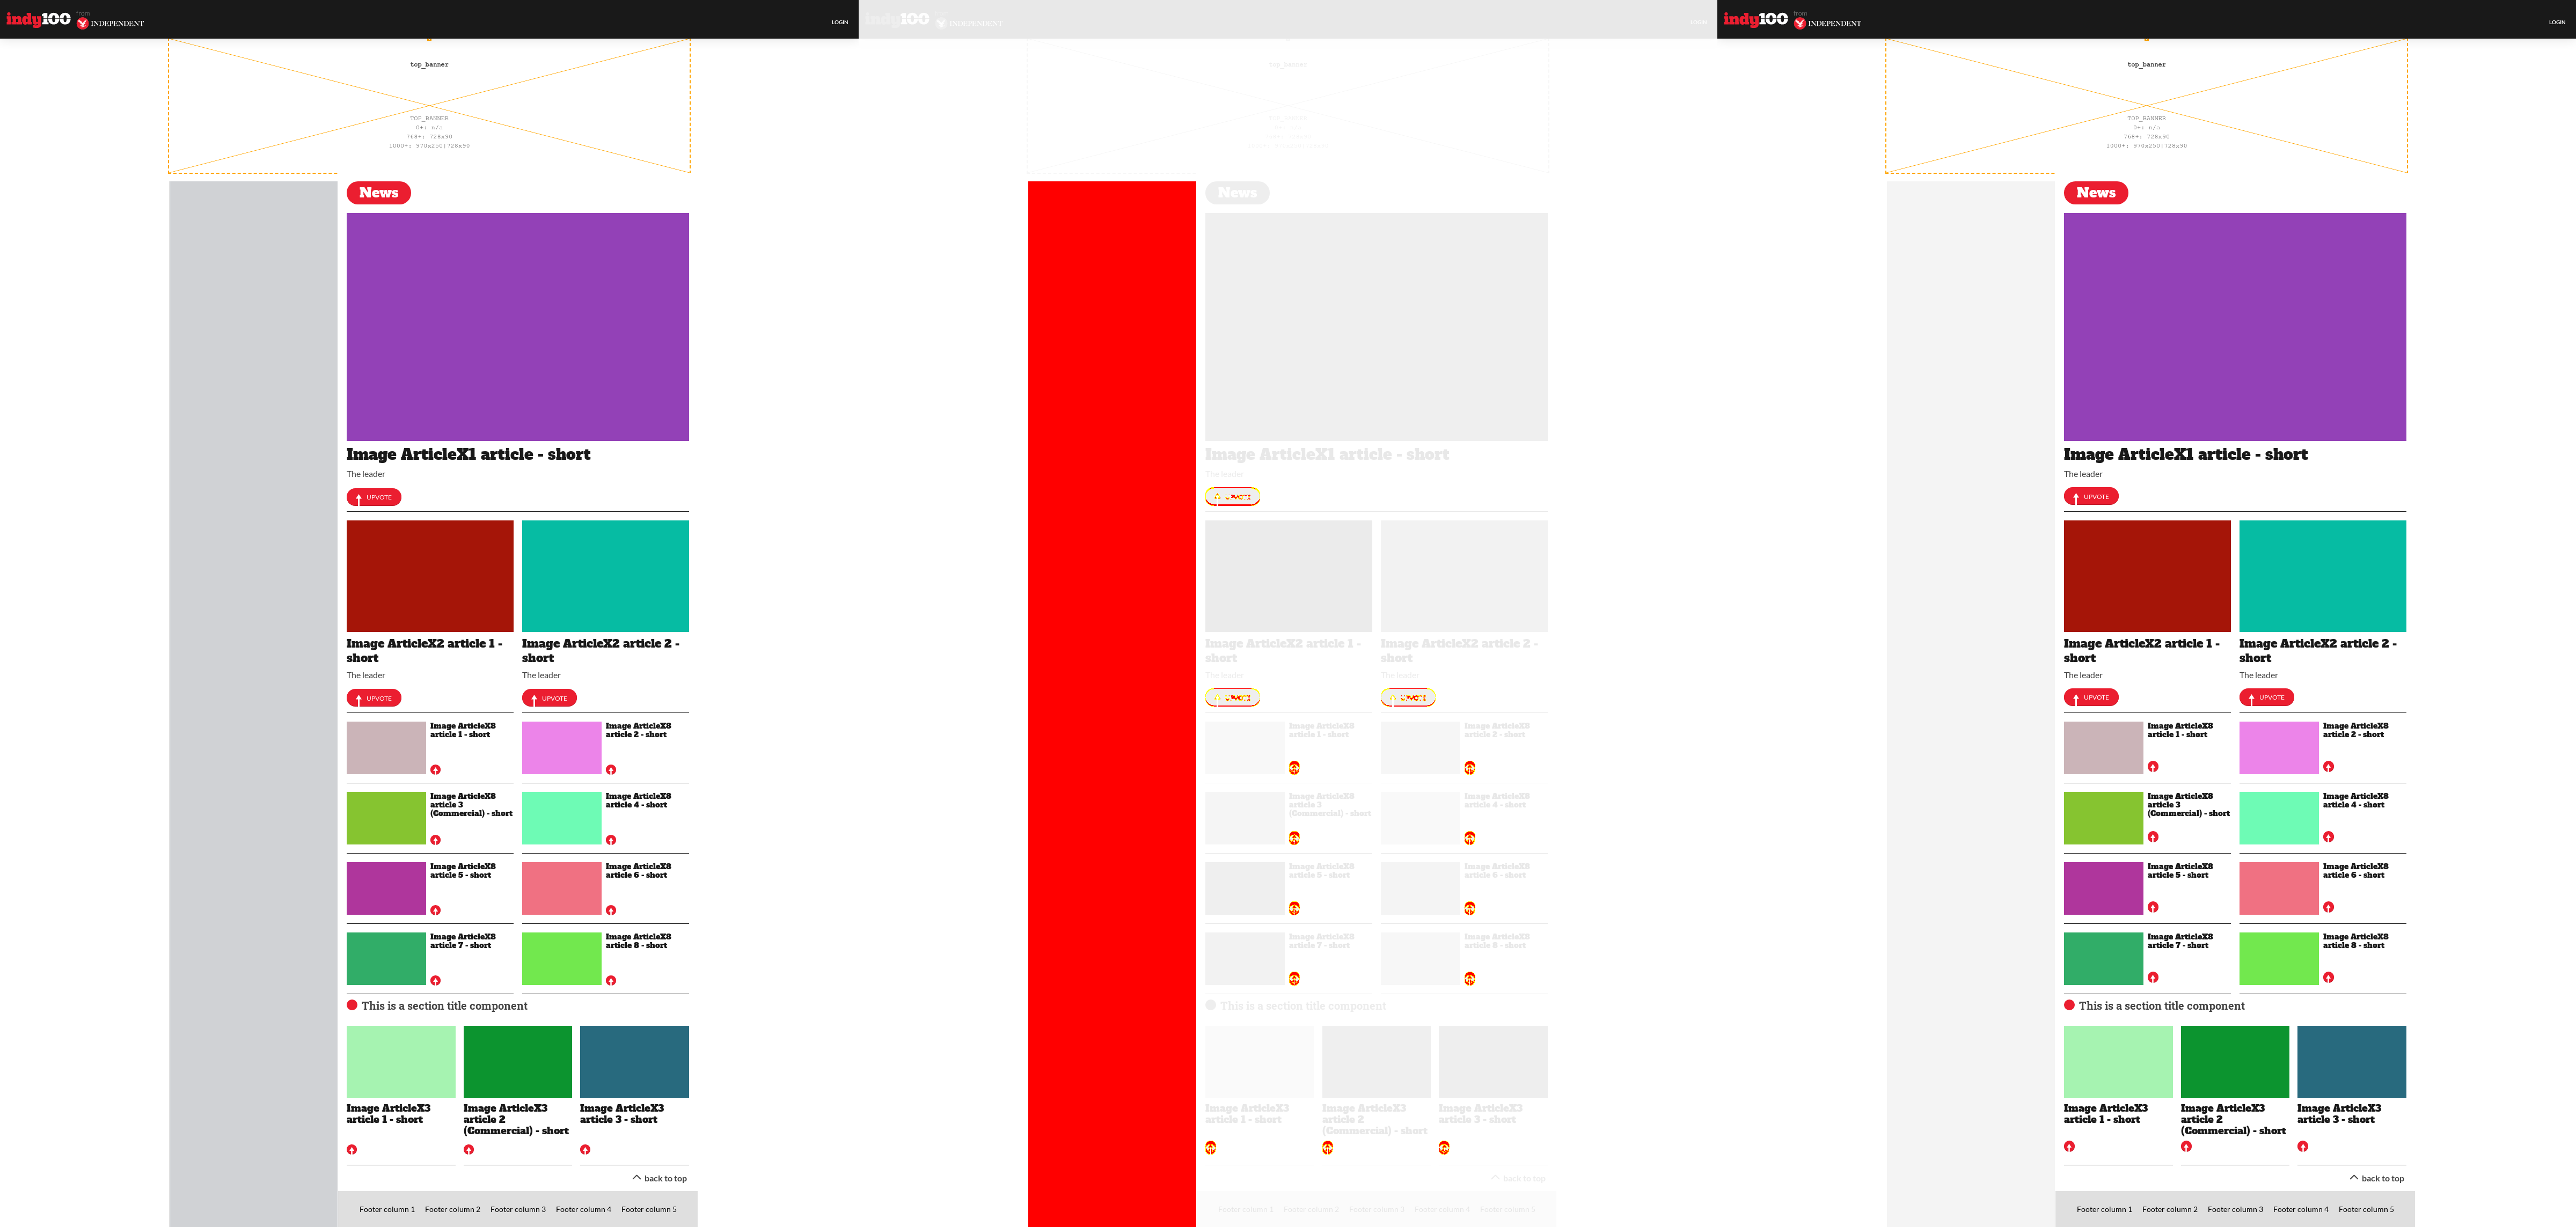 indy100 from INDEPENDENT LOGIN
top_banner
TOP_BANNER
0+: n/a
768+: 728x90
1000+: 970x250|728x90
News
Image ArticleX1 article - short
The leader
UPVOTE
Image ArticleX2 article 1 -
short
The leader
UPVOTE
Image ArticleX2 article 2 -
short
The leader
UPVOTE
Image ArticleX8
article 1 - short
Image ArticleX8
article 2 - short
Image ArticleX8
article 3
(Commercial) - short
Image ArticleX8
article 4 - short
Image ArticleX8
article 5 - short
Image ArticleX8
article 6 - short
Image ArticleX8
article 7 - short
Image ArticleX8
article 8 - short
This is a section title component
Image ArticleX3
article 1 - short
Image ArticleX3
article 2
(Commercial) - short
Image ArticleX3
article 3 - short
back to top
Footer column 1 Footer column 2 Footer column 3 Footer column 4 Footer column 5
indy100 INDEPENDENT LOGIN
top_banner
News
Image ArticleX1 article - short
The leader
UPVOTE
Image ArticleX2 article 1 -
short
The leader
UPVOTE
Image ArticleX2 article 2 -
short
The leader
UPVOTE
Image ArticleX8
article 1 - short
Image ArticleX8
article 2 - short
Image ArticleX8
article 3
(Commercial) - short
Image ArticleX8
article 4 - short
Image ArticleX8
article 5 - short
Image ArticleX8
article 6 - short
Image ArticleX8
article 7 - short
Image ArticleX8
article 8 - short
This is a section title component
Image ArticleX3
article 1 - short
Image ArticleX3
article 2
(Commercial) - short
Image ArticleX3
article 3 - short
back to top
Footer column 1 Footer column 2 Footer column 3 Footer column 4 Footer column 5
indy100 from INDEPENDENT LOGIN
top_banner
TOP_BANNER
0+: n/a
768+: 728x90
1000+: 970x250|728x90
News
Image ArticleX1 article - short
The leader
UPVOTE
Image ArticleX2 article 1 -
short
The leader
UPVOTE
Image ArticleX2 article 2 -
short
The leader
UPVOTE
Image ArticleX8
article 1 - short
Image ArticleX8
article 2 - short
Image ArticleX8
article 3
(Commercial) - short
Image ArticleX8
article 4 - short
Image ArticleX8
article 5 - short
Image ArticleX8
article 6 - short
Image ArticleX8
article 7 - short
Image ArticleX8
article 8 - short
This is a section title component
Image ArticleX3
article 1 - short
Image ArticleX3
article 2
(Commercial) - short
Image ArticleX3
article 3 - short
back to top
Footer column 1 Footer column 2 Footer column 3 Footer column 4 Footer column 5